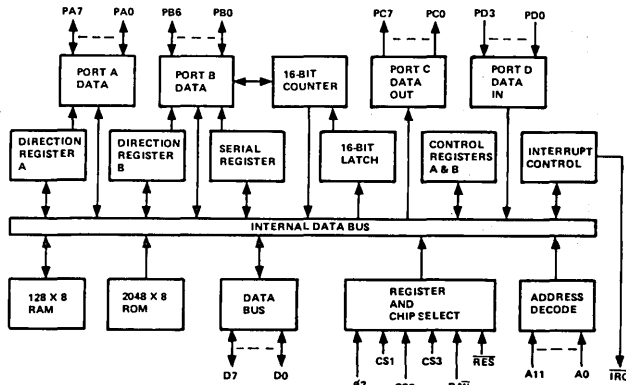 PA7 PA0 PB6 PB0 PC7 PC0 PD3 PD0
PORT A
DATA
PORT B
DATA
16-BIT
COUNTER
PORT C
DATA
OUT
PORT D
DATA
IN
DIRECTION
REGISTER
A
DIRECTION
REGISTER
B
SERIAL
REGISTER
16-BIT
LATCH
CONTROL
REGISTERS
A & B
INTERRUPT
CONTROL
INTERNAL DATA BUS
128 X 8
RAM
2048 X 8
ROM
DATA
BUS
REGISTER
AND
CHIP SELECT
ADDRESS
DECODE
D7 D0 CS1 CS3 RES A11 A0